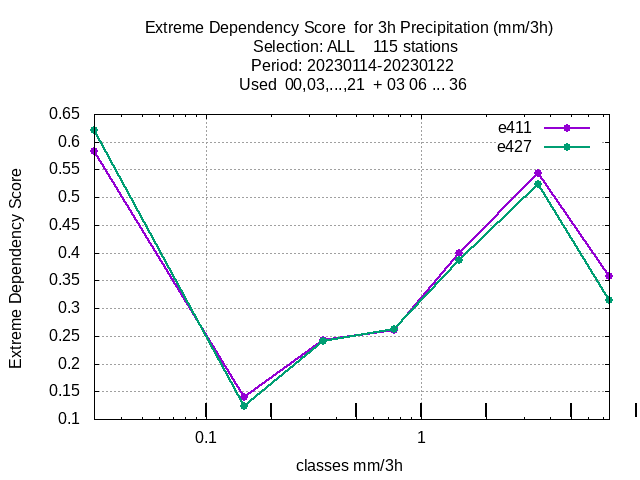 Extreme Dependency Score  for 3h Precipitation (mm/3h)
Selection: ALL    115 stations
Period: 20230114-20230122
Used  00,03,...,21  + 03 06 ... 36
e411
e427
0.65
0.6
0.55
0.5
0.45
0.4
0.35
0.3
0.25
0.2
0.15
0.1
Extreme Dependency Score
0.1 1
classes mm/3h